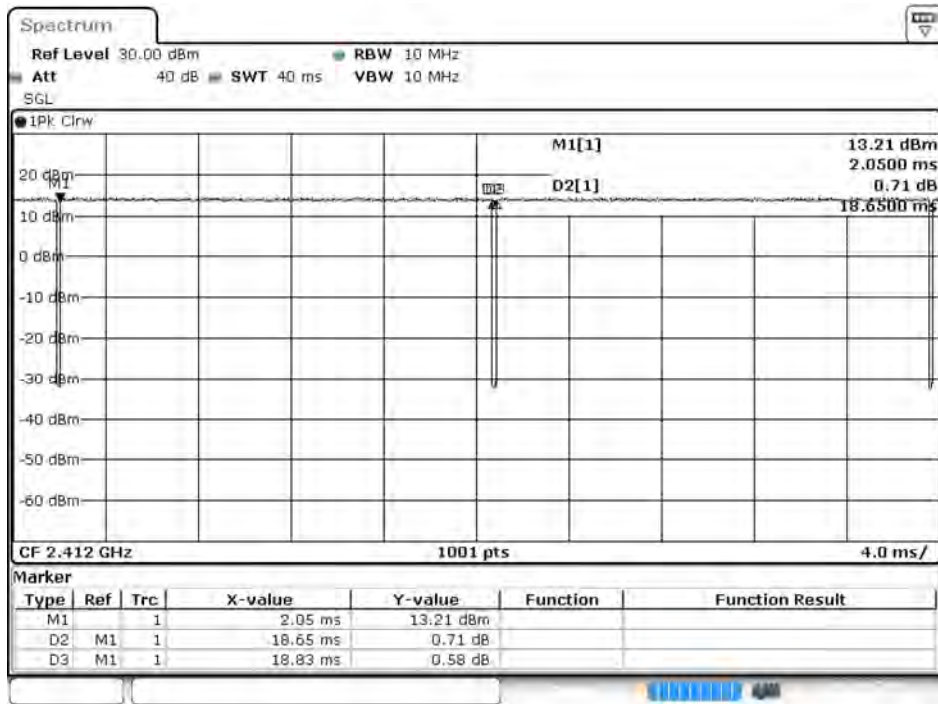 Spectrum
Ref Level 30.00 dBm RBW 10 MHz
Att 40 dB SWT 40 ms VBW 10 MHz
SGL
1Pk Clrw
M1[1] 13.21 dBm
2.0500 ms
20 dBm
M1
D2[1] 0.71 dB
18.6500 ms
10 dBm
0 dBm
-10 dBm
-20 dBm
-30 dBm
-40 dBm
-50 dBm
-60 dBm
CF 2.412 GHz 1001 pts 4.0 ms/
Marker
Type Ref Trc X-value Y-value Function Function Result
M1 1 2.05 ms 13.21 dBm
D2 M1 1 18.65 ms 0.71 dB
D3 M1 1 18.83 ms 0.58 dB